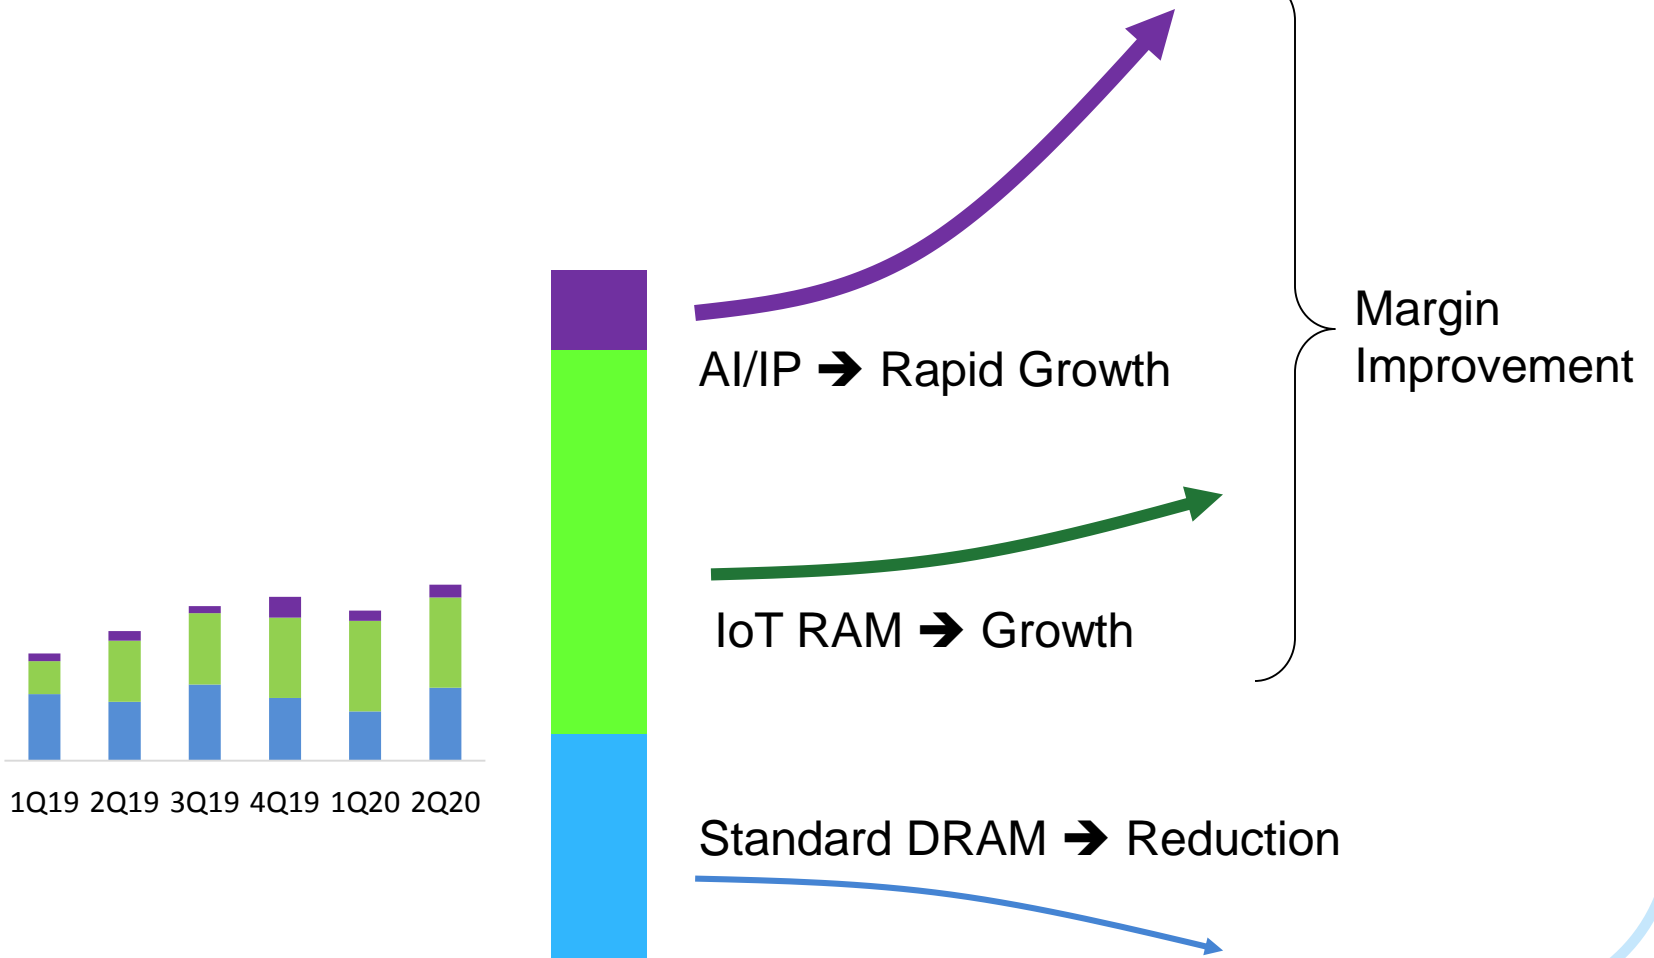 Margin
Improvement
AI/IP 🡺 Rapid Growth
IoT RAM 🡺 Growth
1Q19 2Q19 3Q19 4Q19 1Q20 2Q20
Standard DRAM 🡺 Reduction